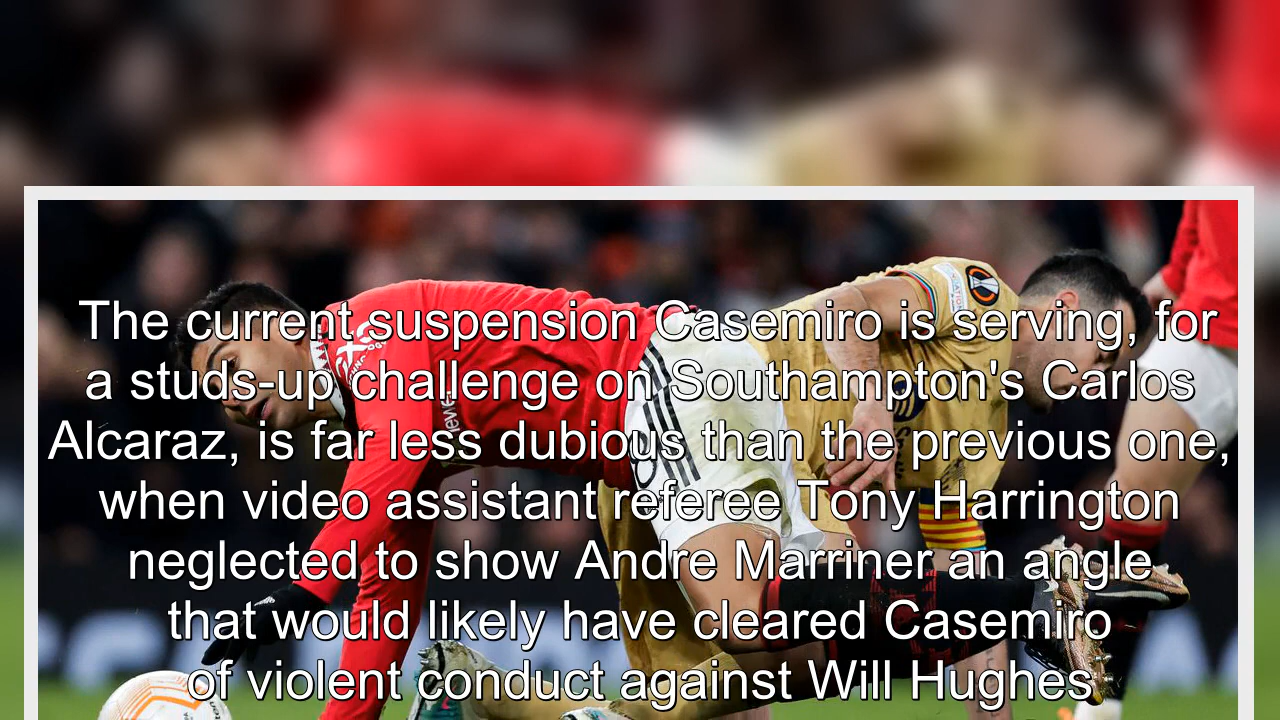 The current suspension Casemiro is serving, for
a studs-up challenge on Southampton's Carlos
Alcaraz, is far less dubious than the previous one,
when video assistant referee Tony Harrington
neglected to show Andre Marriner an angle
that would likely have cleared Casemiro
of violent conduct against Will Hughes